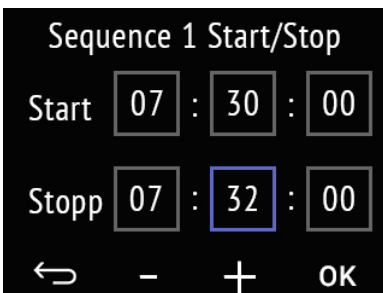 Sequence 1 Start/Stop
Start 07 : 30 : 00
Stopp 07 : 32 : 00
- + OK